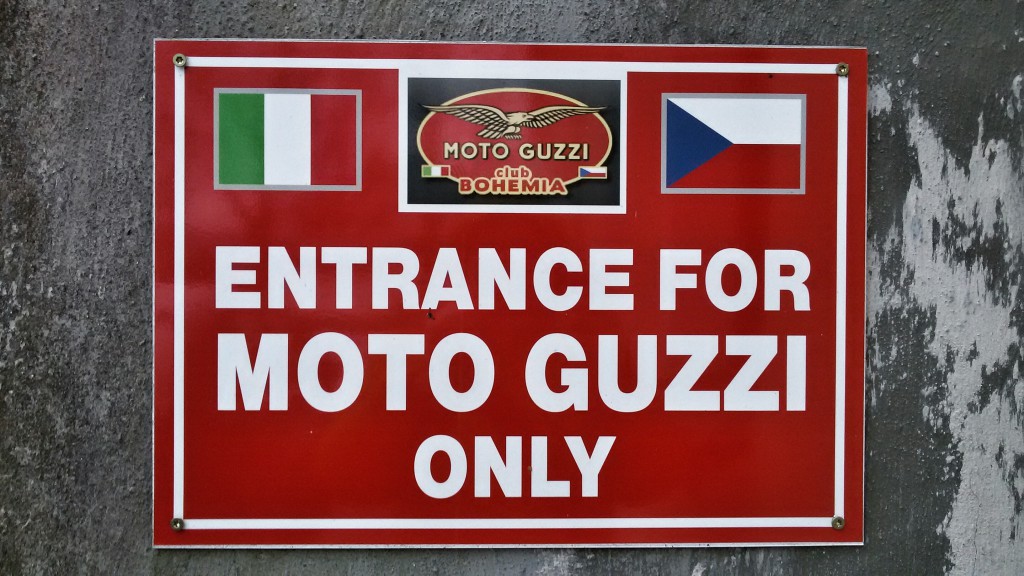 MOTO GUZZI
club
BOHEMIA
ENTRANCE FOR
MOTO GUZZI
ONLY